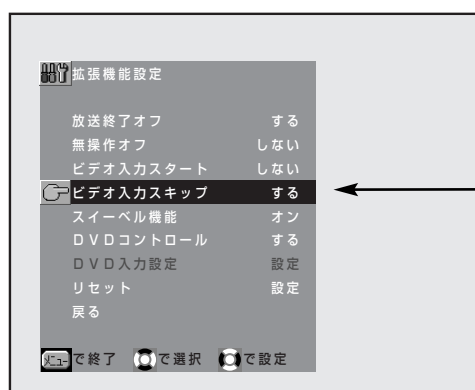 拡張機能設定
放送終了オフ する
無操作オフ しない
ビデオ入力スタート しない
ビデオ入力スキップ する
スイーベル機能 オン
ＤＶＤコントロール する
ＤＶＤ入力設定 設定
リセット 設定
戻る
メニューで終了 で選択 で設定